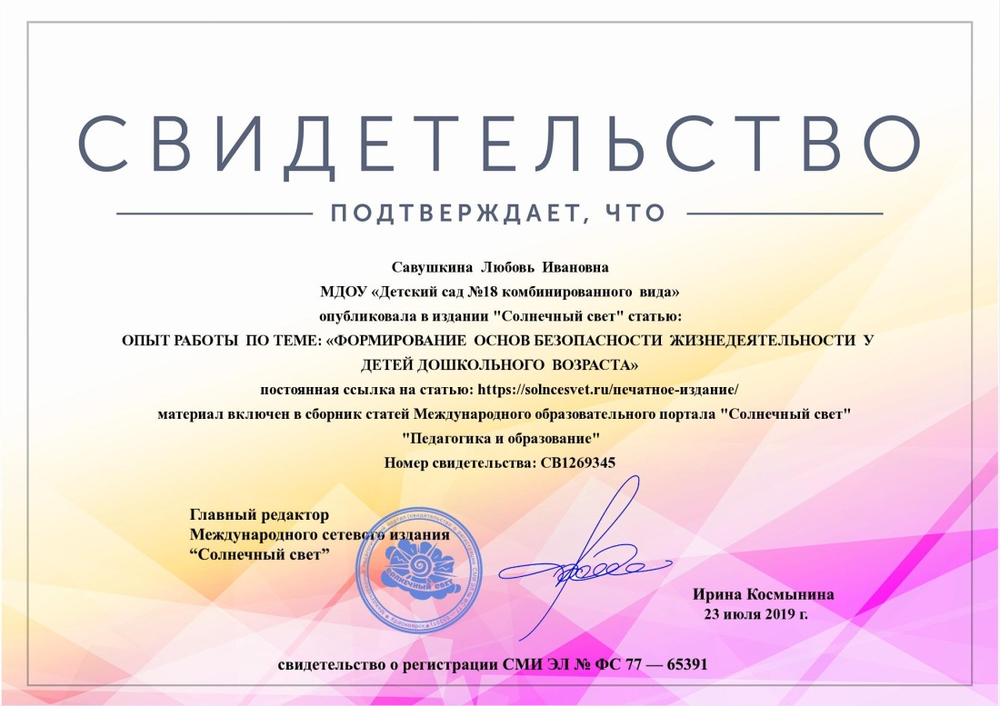 СВИДЕТЕЛЬСТВО
ПОДТВЕРЖДАЕТ, ЧТО
Савушкина Любовь Ивановна
МДОУ «Детский сад №18 комбинированного вида»
опубликовала в издании "Солнечный свет" статью:
ОПЫТ РАБОТЫ ПО ТЕМЕ: «ФОРМИРОВАНИЕ ОСНОВ БЕЗОПАСНОСТИ ЖИЗНЕДЕЯТЕЛЬНОСТИ У
ДЕТЕЙ ДОШКОЛЬНОГО ВОЗРАСТА»
постоянная ссылка на статью: https://solncesvet.ru/печатное-издание/
материал включен в сборник статей Международного образовательного портала "Солнечный свет"
"Педагогика и образование"
Номер свидетельства: СВ1269345
Главный редактор
Международного сетевого издания
“Солнечный свет”
солнечный свет
Красноярск
Ирина Космынина
23 июля 2019 г.
свидетельство о регистрации СМИ ЭЛ № ФС 77 — 65391